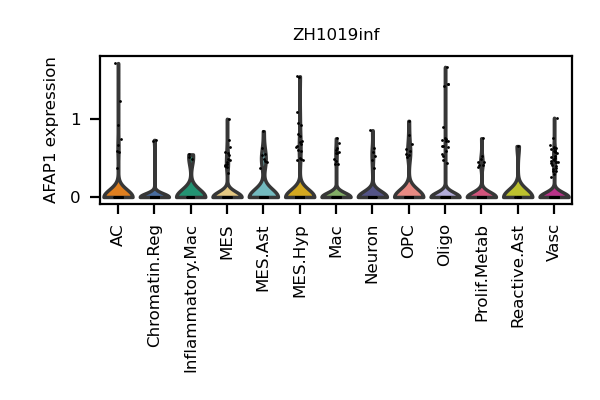 ZH1019inf
AFAP1 expression
1
0
AC
Chromatin.Reg
Inflammatory.Mac
MES
MES.Ast
MES.Hyp
Mac
Neuron
OPC
Oligo
Prolif.Metab
Reactive.Ast
Vasc